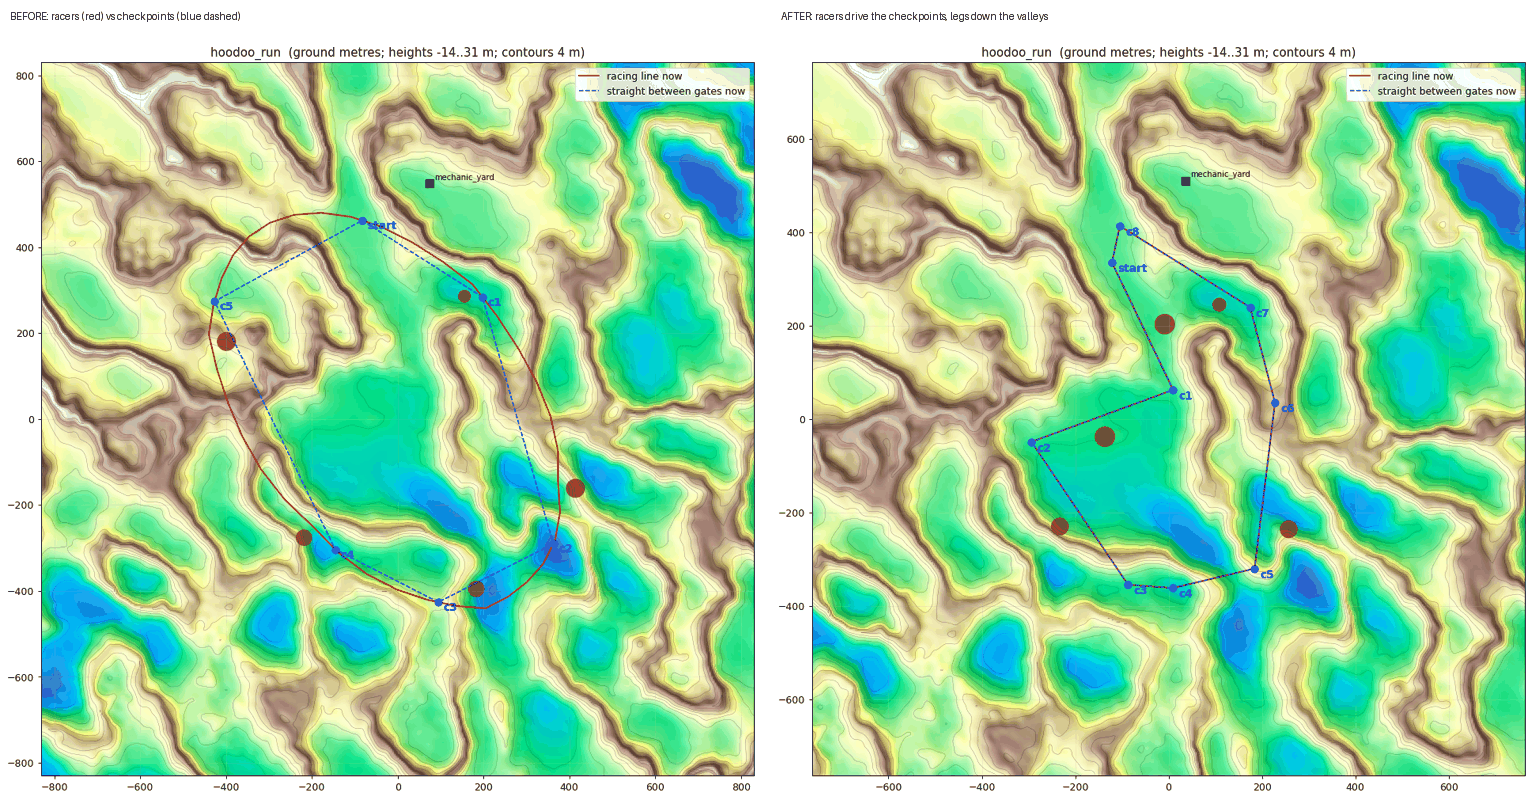 BEFORE: racers (red) vs checkpoints (blue dashed)
AFTER: racers drive the checkpoints, legs down the valleys
hoodoo_run (ground metres; heights -14..31 m; contours 4 m)
racing line now
straight between gates now
mechanic_yard
start
c1
c2
c3
c4
c5
800
600
400
200
0
−200
−400
−600
−800
−800
−600
−400
−200
0
200
400
600
800
hoodoo_run (ground metres; heights -14..31 m; contours 4 m)
racing line now
straight between gates now
mechanic_yard
c8
start
c7
c1
c6
c2
c5
c3
c4
600
400
200
0
−200
−400
−600
−600
−400
−200
0
200
400
600